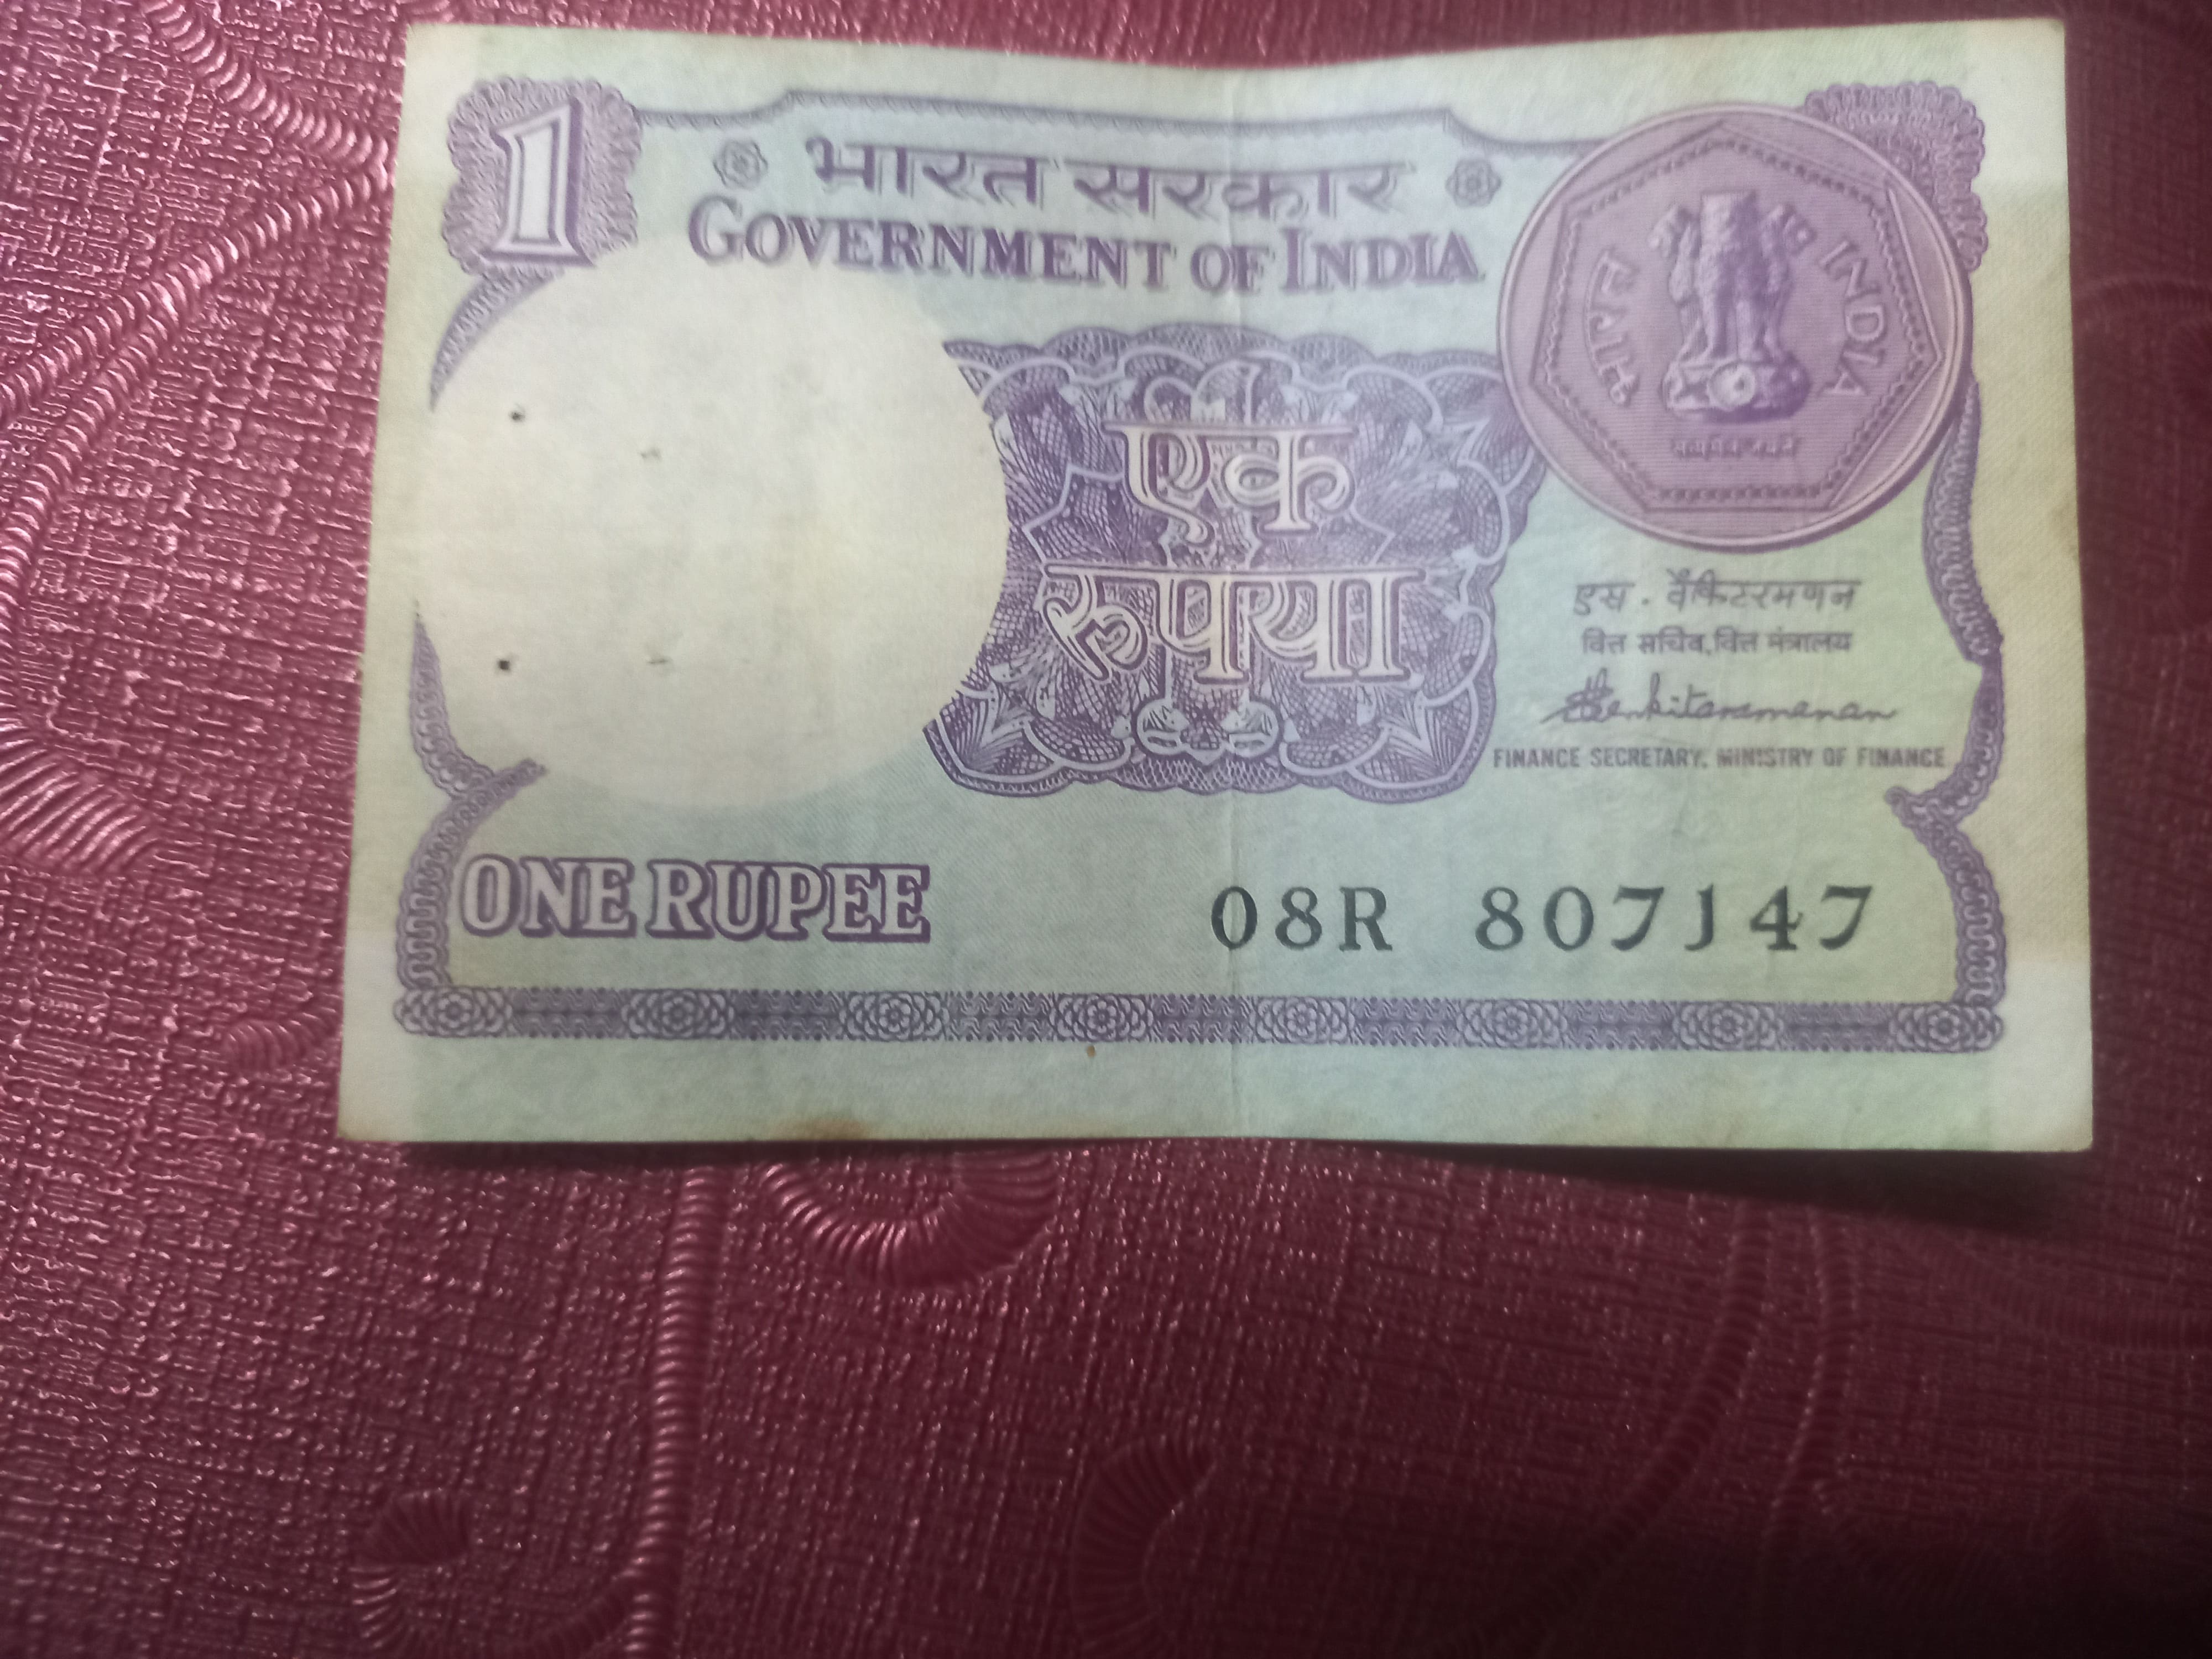 1
भारत सरकार
GOVERNMENT OF INDIA
भारत
INDIA
सत्यमेव जयते
एक
रुपया
एस. वेंकिटरमणन
वित्त सचिव, वित्त मंत्रालय
SVenkitaramanan
FINANCE SECRETARY, MINISTRY OF FINANCE
ONE RUPEE
08R 807147